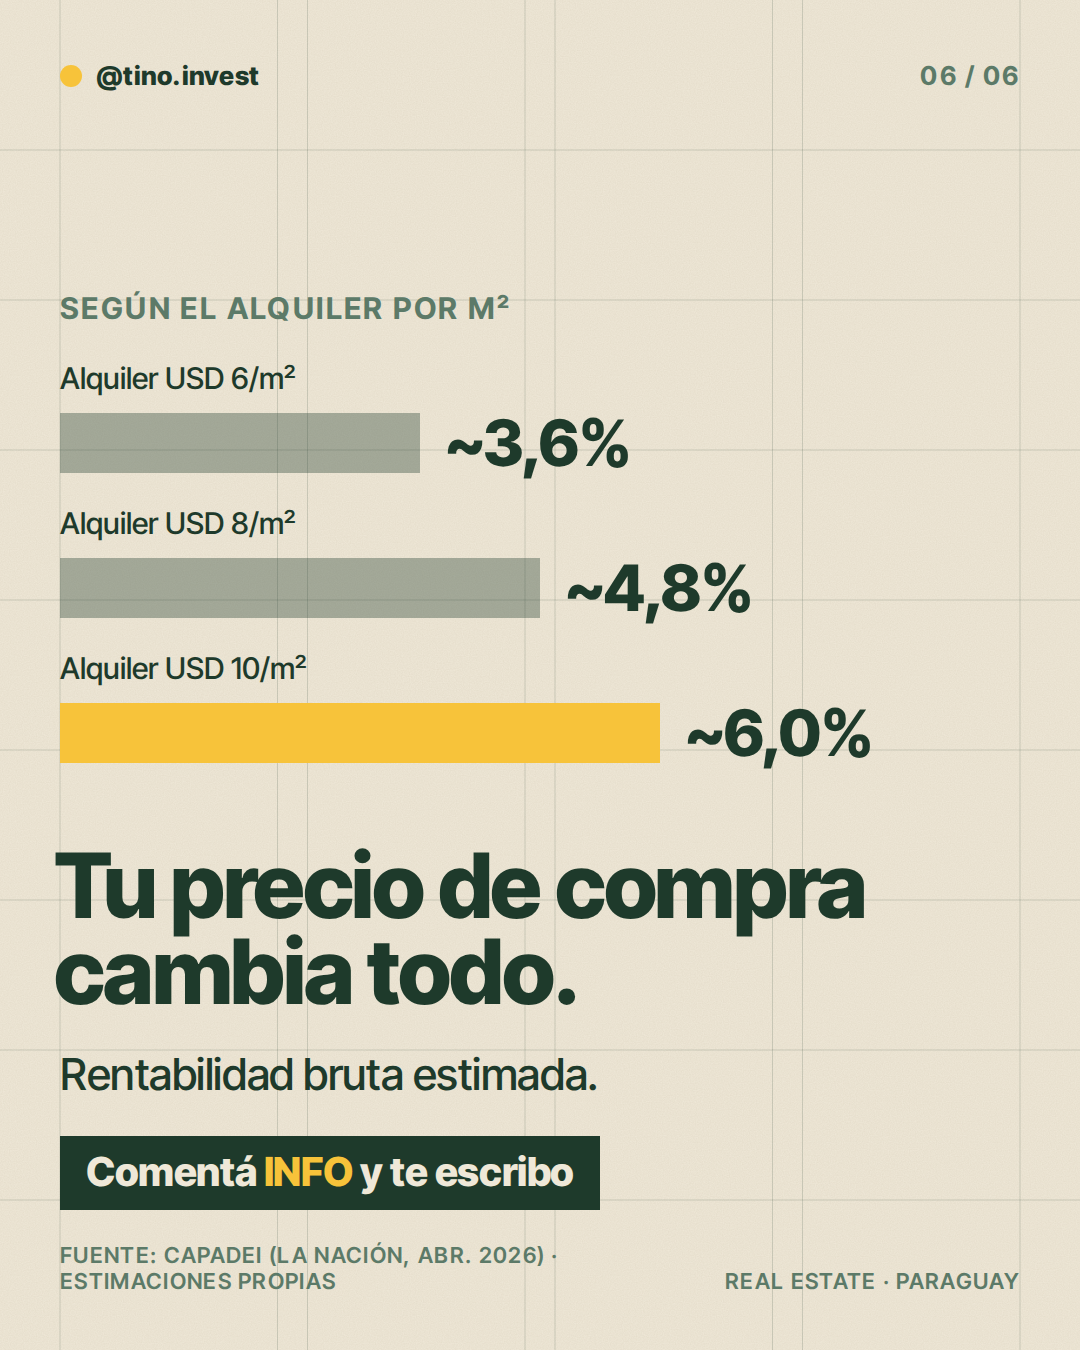 @tino.invest
06 / 06
SEGÚN EL ALQUILER POR M²
Alquiler USD 6/m²
~3,6%
Alquiler USD 8/m²
~4,8%
Alquiler USD 10/m²
~6,0%
Tu precio de compra
cambia todo.
Rentabilidad bruta estimada.
Comentá INFO y te escribo
FUENTE: CAPADEI (LA NACIÓN, ABR. 2026) ·
ESTIMACIONES PROPIAS
REAL ESTATE · PARAGUAY